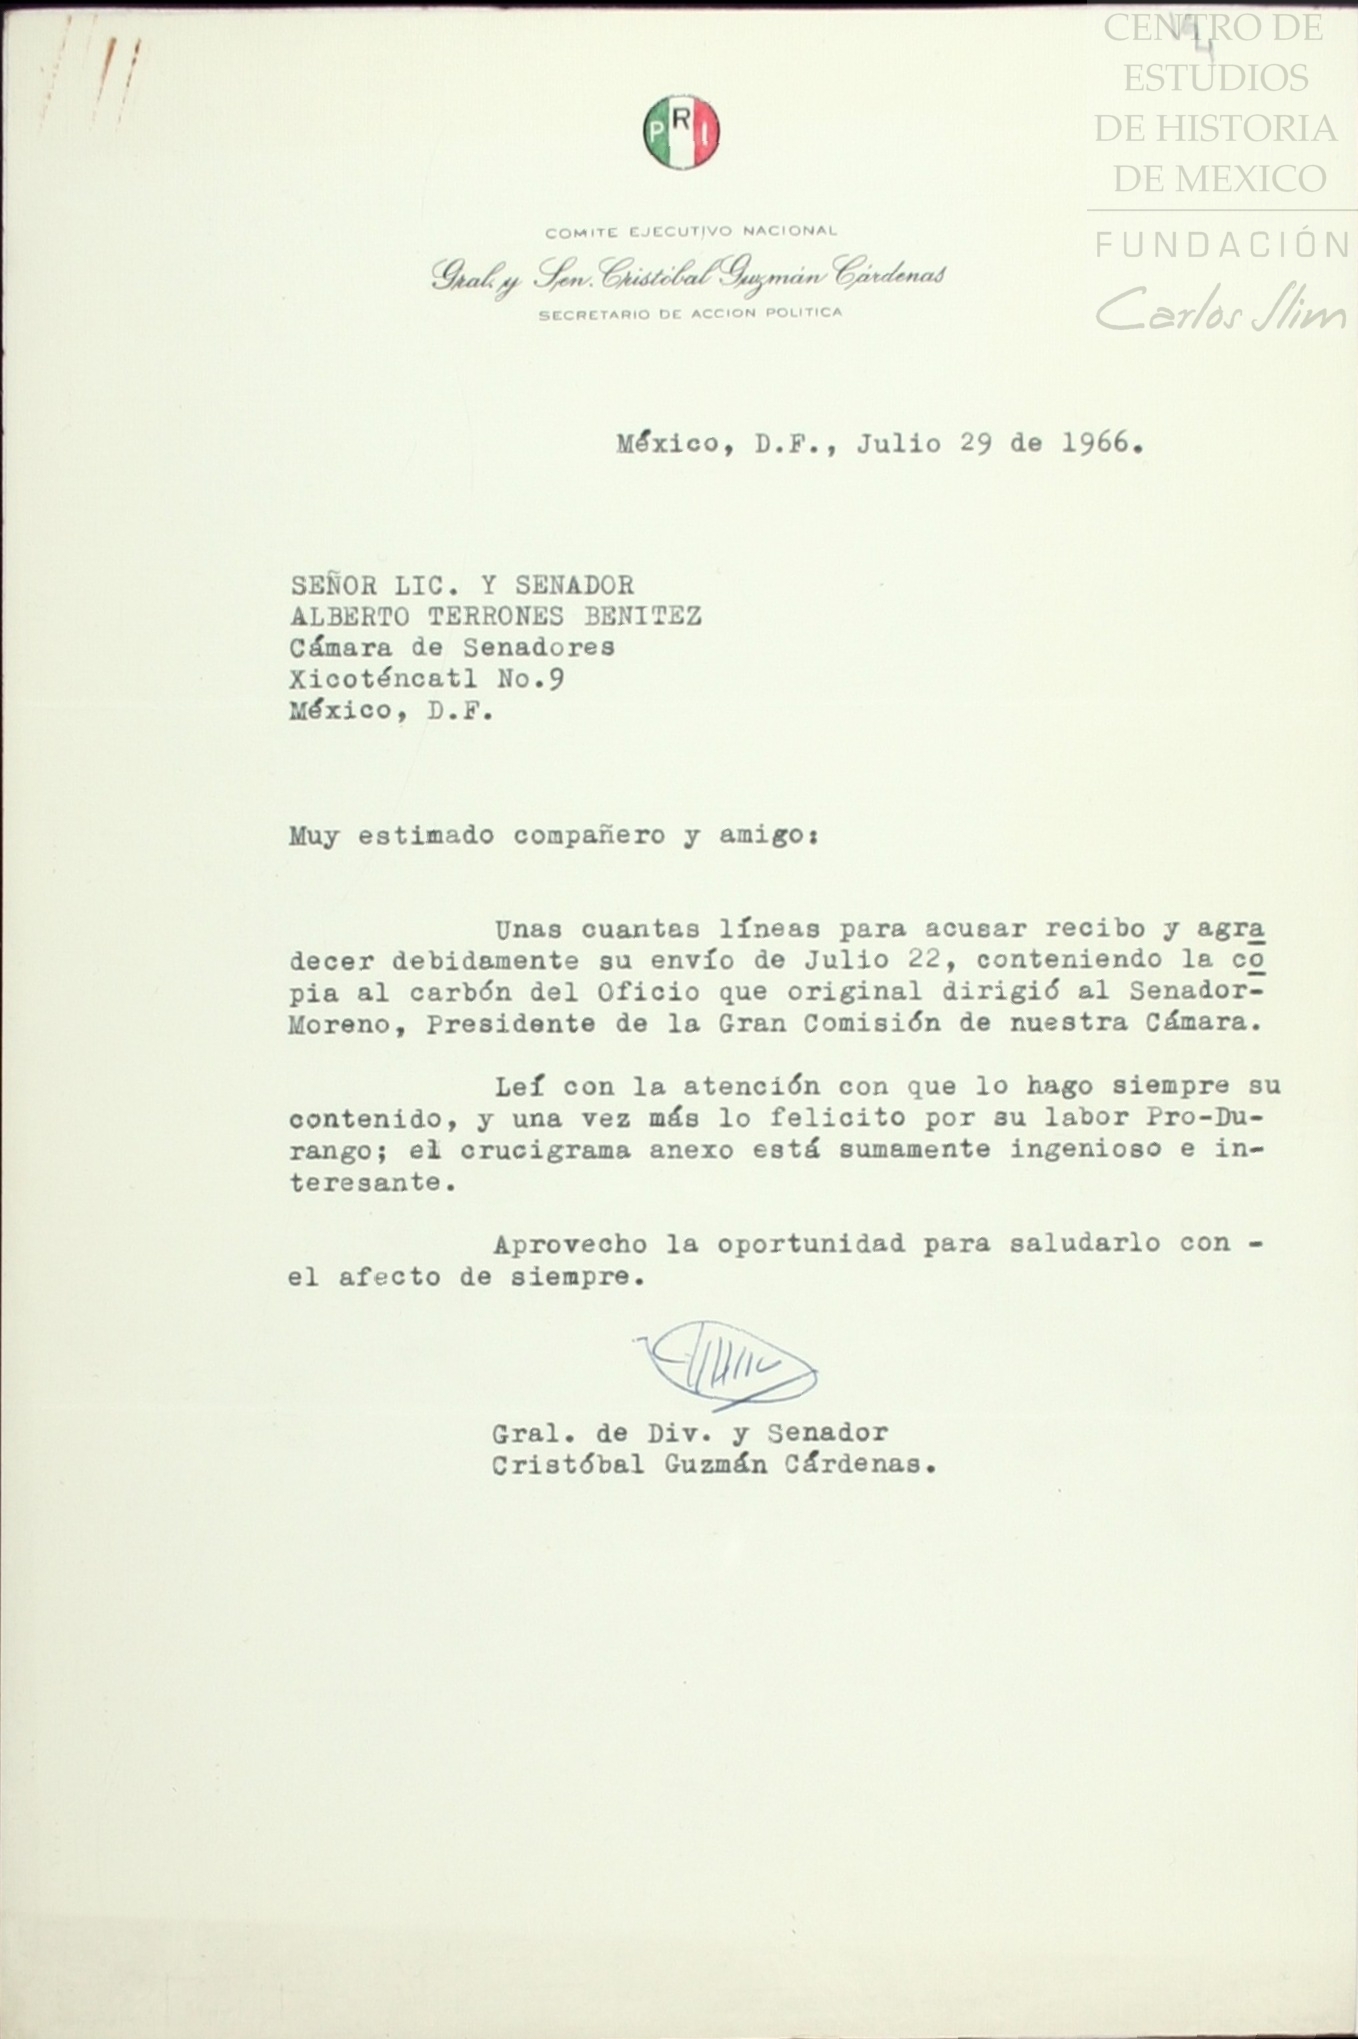 CENTRO DE
ESTUDIOS
DE HISTORIA
DE MEXICO
FUNDACIÓN
Carlos Slim
PRI
COMITE EJECUTIVO NACIONAL
Gral. y Sen. Cristóbal Guzmán Cárdenas
SECRETARIO DE ACCION POLITICA
México, D.F., Julio 29 de 1966.
SEÑOR LIC. Y SENADOR
ALBERTO TERRONES BENITEZ
Cámara de Senadores
Xicoténcatl No.9
México, D.F.
Muy estimado compañero y amigo:
Unas cuantas líneas para acusar recibo y agra
decer debidamente su envío de Julio 22, conteniendo la co
pia al carbón del Oficio que original dirigió al Senador-
Moreno, Presidente de la Gran Comisión de nuestra Cámara.
Leí con la atención con que lo hago siempre su
contenido, y una vez más lo felicito por su labor Pro-Du-
rango; el crucigrama anexo está sumamente ingenioso e in-
teresante.
Aprovecho la oportunidad para saludarlo con -
el afecto de siempre.
Gral. de Div. y Senador
Cristóbal Guzmán Cárdenas.